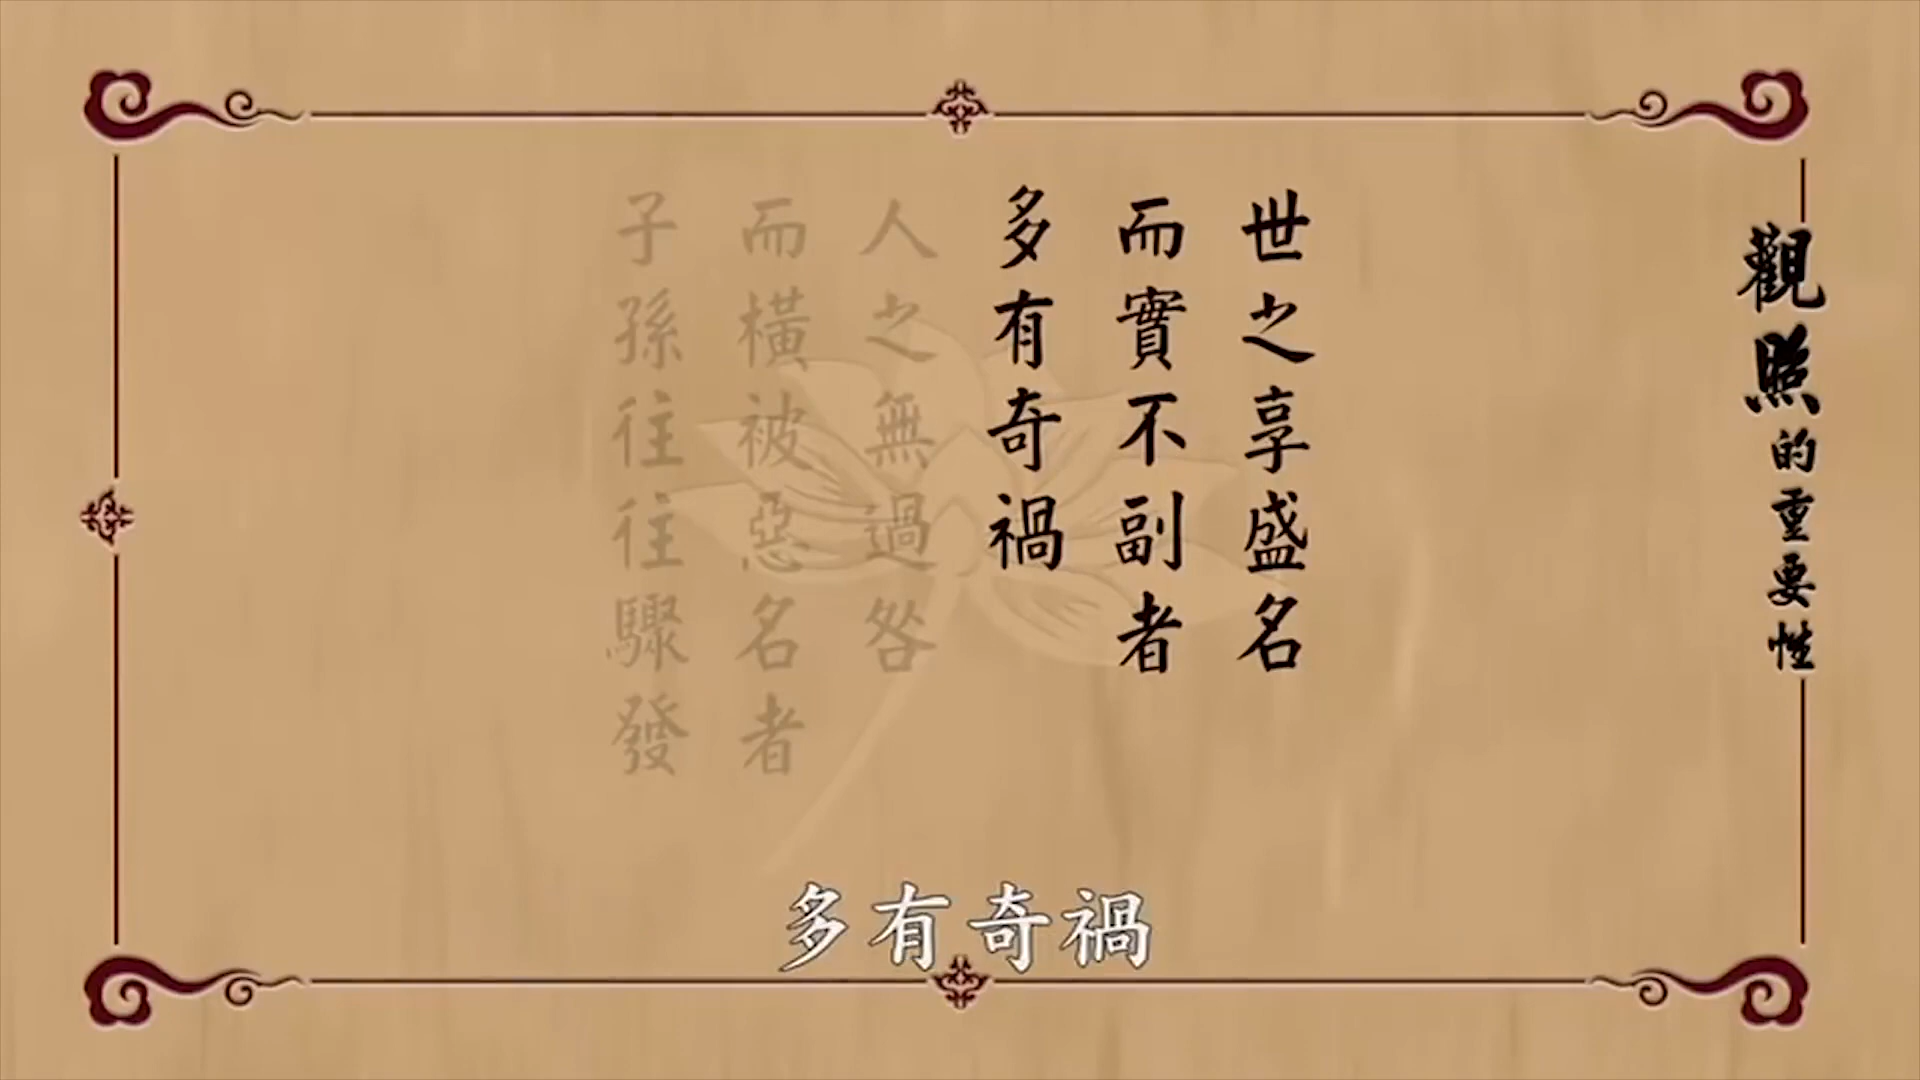 觀照的重要性
世之享盛名
而實不副者
多有奇禍
人之無過咎
而橫被惡名者
子孫往往驟發
多有奇禍